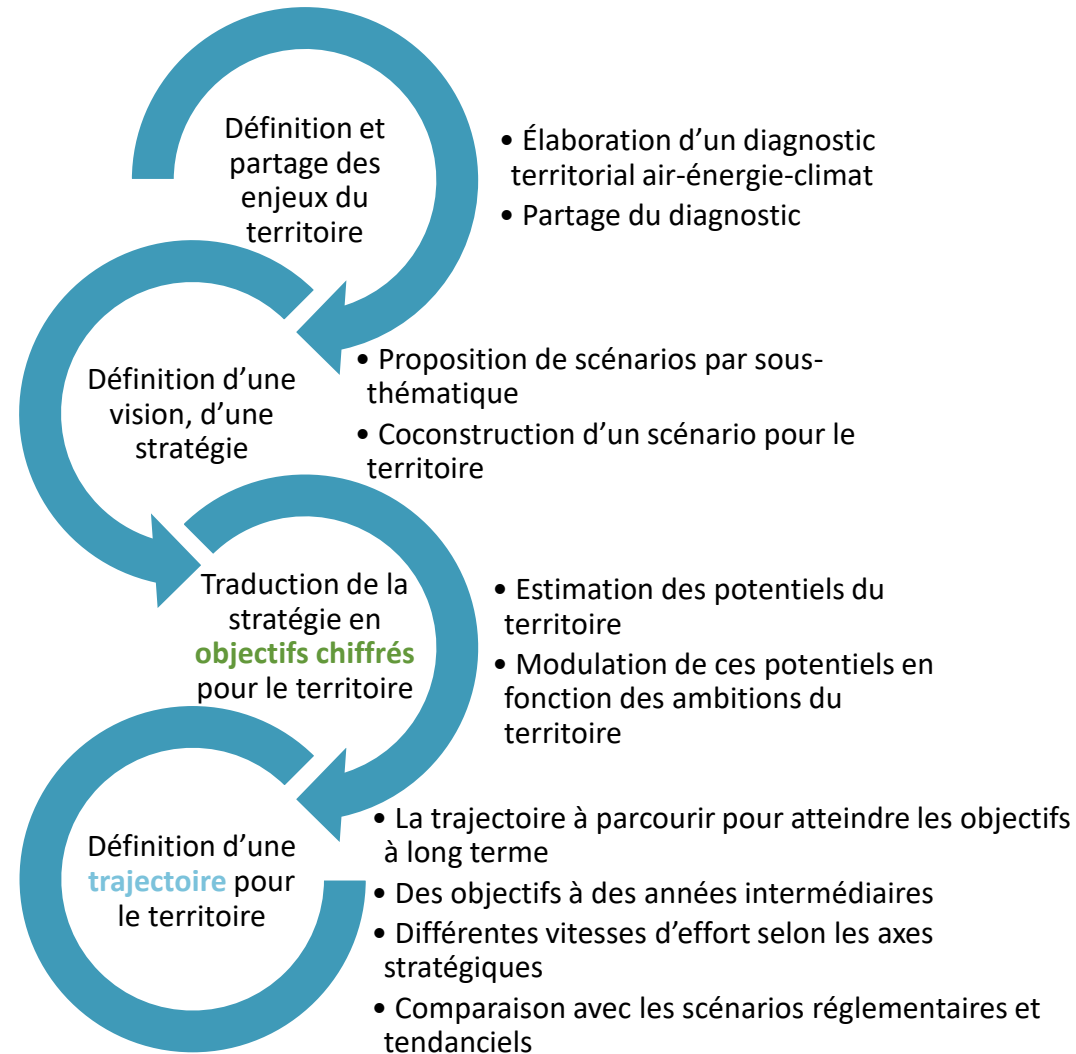 Définition et
partage des
enjeux du
territoire
• Élaboration d’un diagnostic
territorial air-énergie-climat
• Partage du diagnostic
Définition d’une
vision, d’une
stratégie
• Proposition de scénarios par sous-
thématique
• Coconstruction d’un scénario pour le
territoire
Traduction de la
stratégie en
objectifs chiffrés
pour le territoire
• Estimation des potentiels du
territoire
• Modulation de ces potentiels en
fonction des ambitions du
territoire
Définition d’une
trajectoire pour
le territoire
• La trajectoire à parcourir pour atteindre les objectifs
à long terme
• Des objectifs à des années intermédiaires
• Différentes vitesses d’effort selon les axes
stratégiques
• Comparaison avec les scénarios réglementaires et
tendanciels